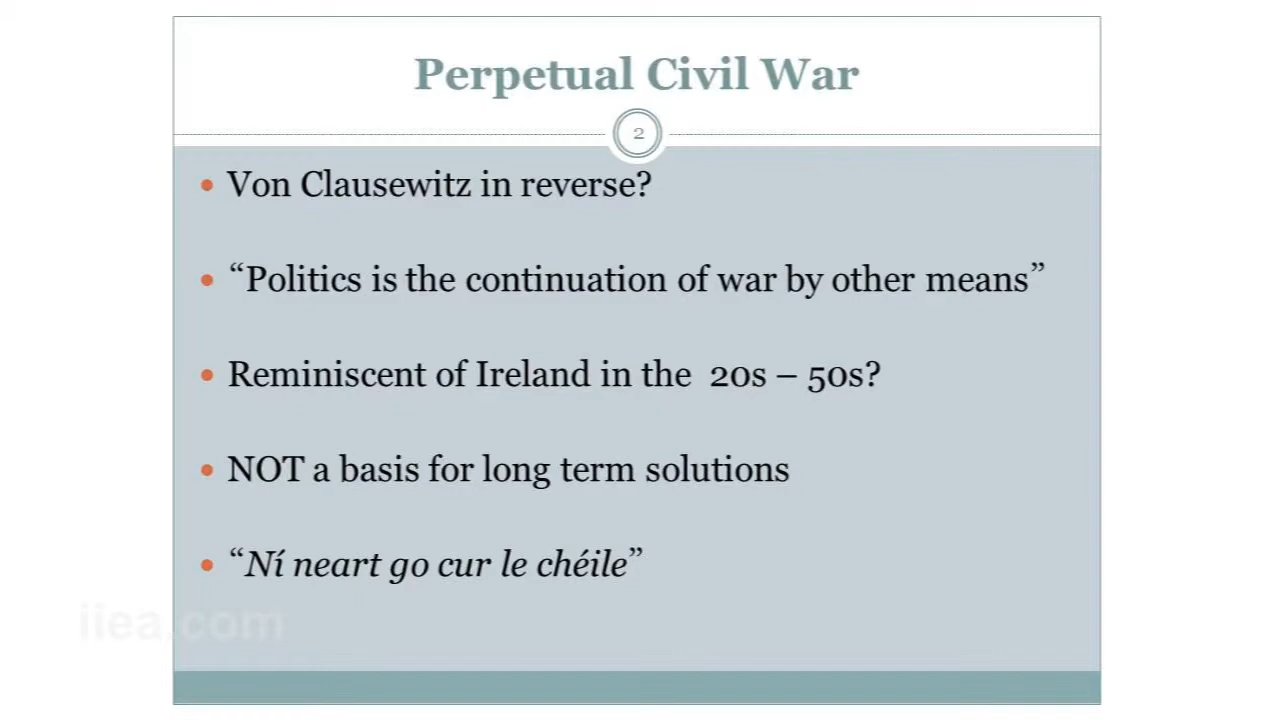 Perpetual Civil War
2
• Von Clausewitz in reverse?
• “Politics is the continuation of war by other means”
• Reminiscent of Ireland in the 20s – 50s?
• NOT a basis for long term solutions
• “Ní neart go cur le chéile”
iiea.com